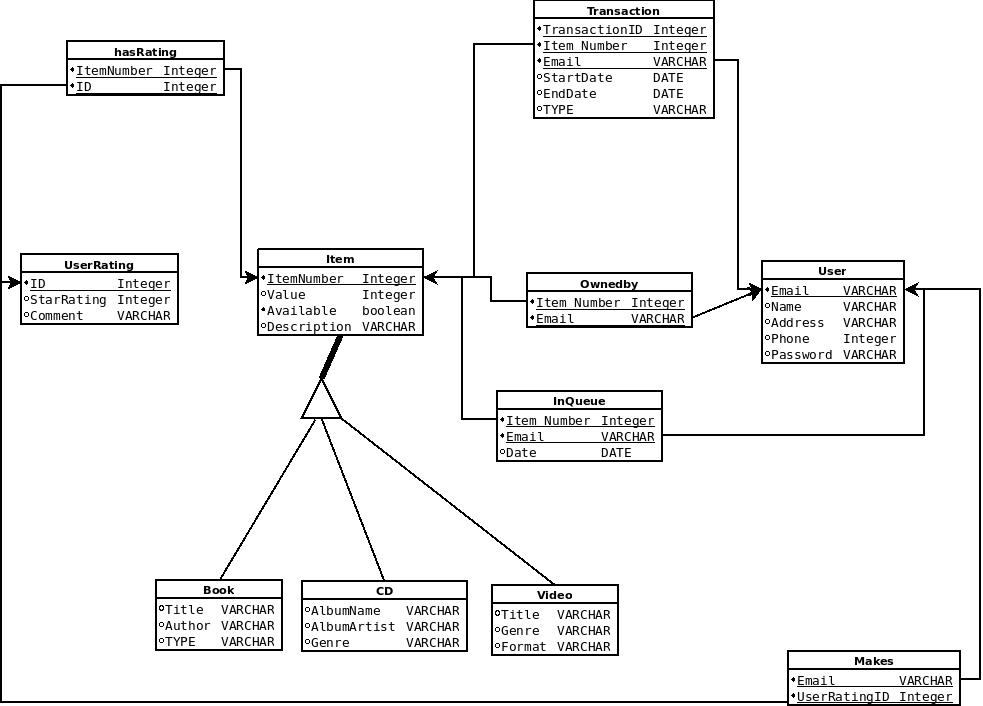 Transaction
TransactionID Integer
Item Number Integer
Email VARCHAR
StartDate DATE
EndDate DATE
TYPE VARCHAR
hasRating
ItemNumber Integer
ID Integer
UserRating
ID Integer
StarRating Integer
Comment VARCHAR
Item
ItemNumber Integer
Value Integer
Available boolean
Description VARCHAR
Ownedby
Item Number Integer
Email VARCHAR
User
Email VARCHAR
Name VARCHAR
Address VARCHAR
Phone Integer
Password VARCHAR
InQueue
Item Number Integer
Email VARCHAR
Date DATE
Book
Title VARCHAR
Author VARCHAR
TYPE VARCHAR
CD
AlbumName VARCHAR
AlbumArtist VARCHAR
Genre VARCHAR
Video
Title VARCHAR
Genre VARCHAR
Format VARCHAR
Makes
Email VARCHAR
UserRatingID Integer